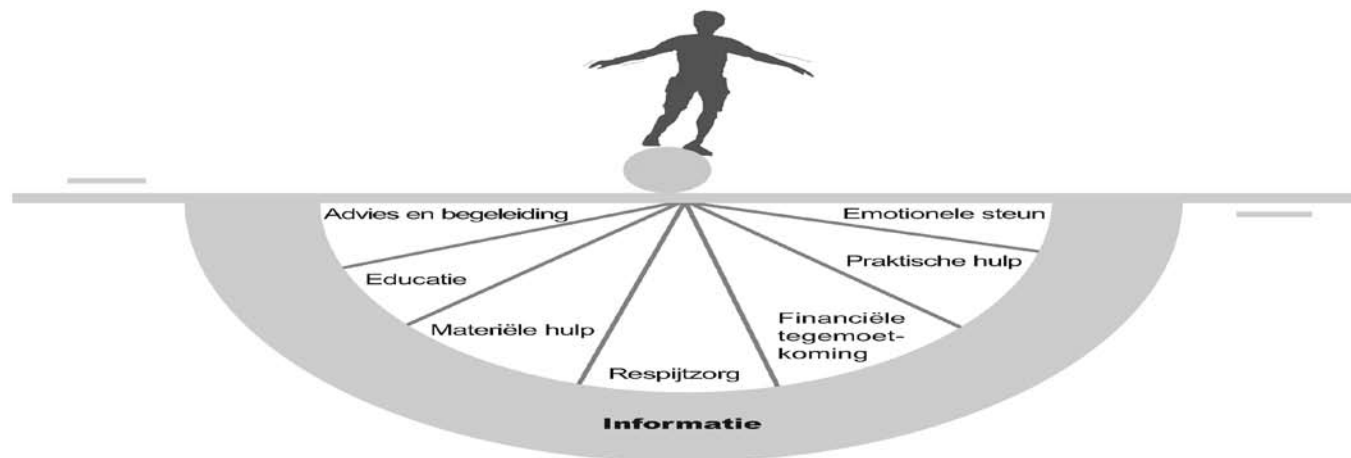 Advies en begeleiding
Emotionele steun
Educatie
Praktische hulp
Materiële hulp
Financiële
tegemoet-
koming
Respijtzorg
Informatie